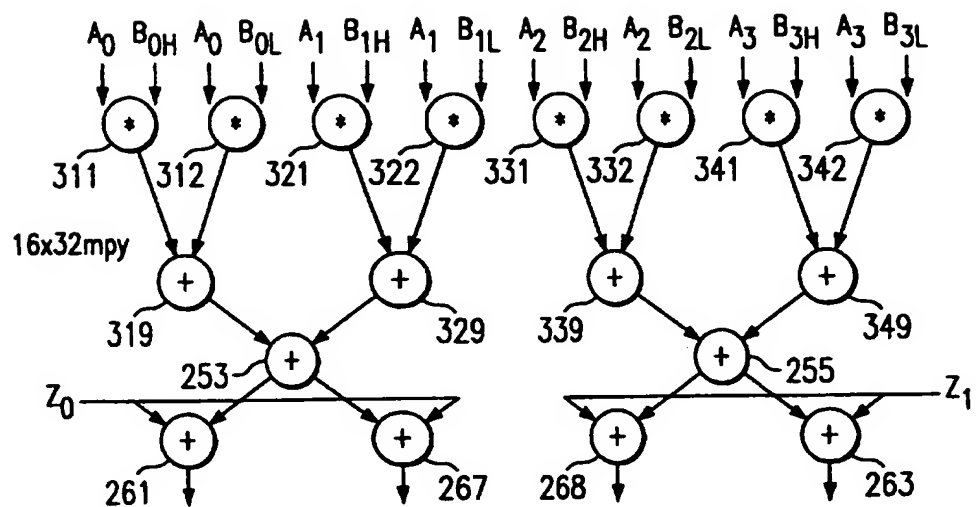 A0 B0H A0 B0L A1 B1H A1 B1L A2 B2H A2 B2L A3 B3H A3 B3L
* * * * * * * *
311 312 321 322 331 332 341 342
16x32mpy
+ + + +
319 329 339 349
+ +
253 255
Z0 Z1
+ + + +
261 267 268 263